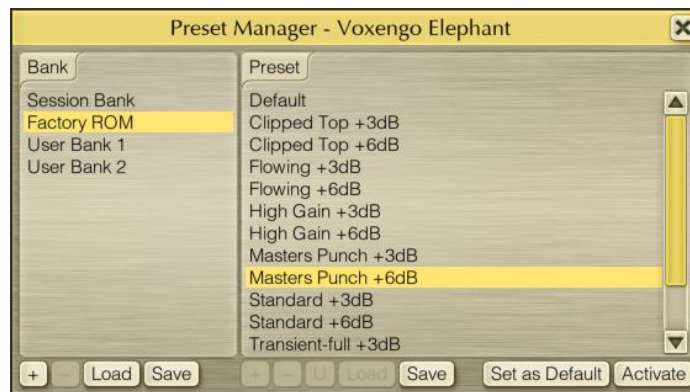 Preset Manager - Voxengo Elephant
Bank
Session Bank
Factory ROM
User Bank 1
User Bank 2
+ - Load Save
Preset
Default
Clipped Top +3dB
Clipped Top +6dB
Flowing +3dB
Flowing +6dB
High Gain +3dB
High Gain +6dB
Masters Punch +3dB
Masters Punch +6dB
Standard +3dB
Standard +6dB
Transient-full +3dB
+ - U Load Save Set as Default Activate